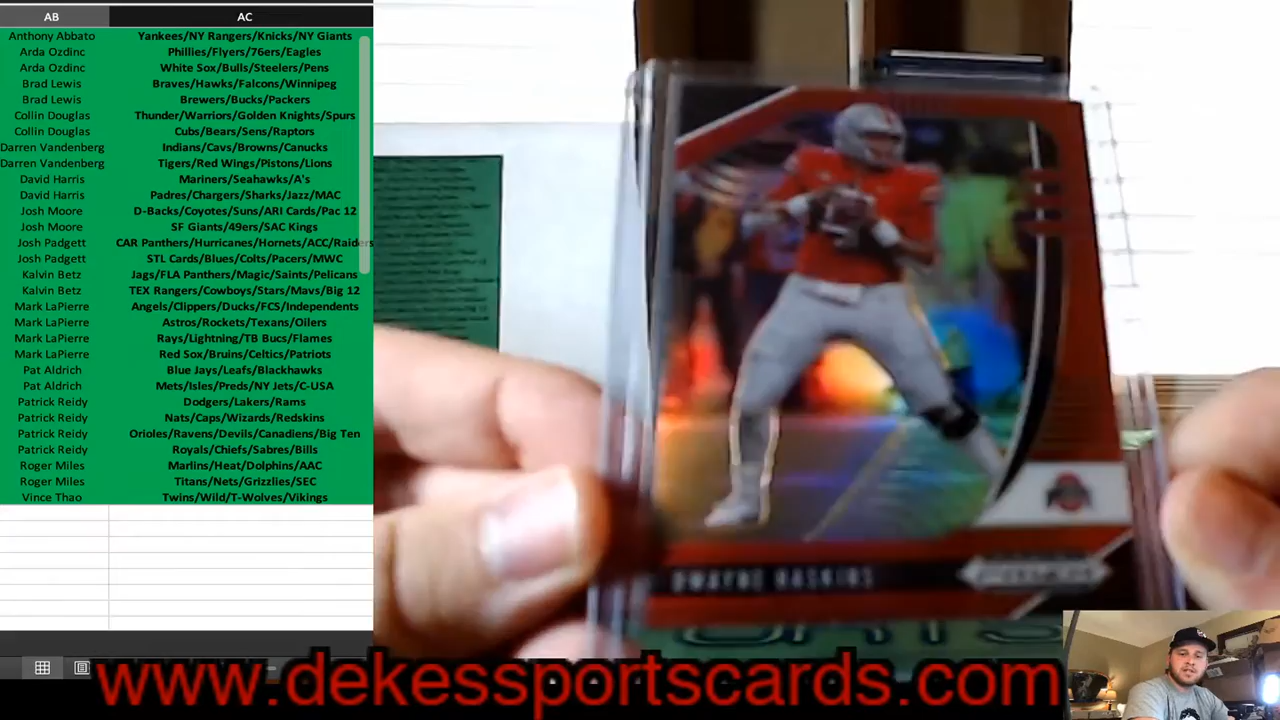 AB AC
Anthony Abbato Yankees/NY Rangers/Knicks/NY Giants
Arda Ozdinc Phillies/Flyers/76ers/Eagles
Arda Ozdinc White Sox/Bulls/Steelers/Pens
Brad Lewis Braves/Hawks/Falcons/Winnipeg
Brad Lewis Brewers/Bucks/Packers
Collin Douglas Thunder/Warriors/Golden Knights/Spurs
Collin Douglas Cubs/Bears/Sens/Raptors
Darren Vandenberg Indians/Cavs/Browns/Canucks
Darren Vandenberg Tigers/Red Wings/Pistons/Lions
David Harris Mariners/Seahawks/A's
David Harris Padres/Chargers/Sharks/Jazz/MAC
Josh Moore D-Backs/Coyotes/Suns/ARI Cards/Pac 12
Josh Moore SF Giants/49ers/SAC Kings
Josh Padgett CAR Panthers/Hurricanes/Hornets/ACC/Raiders
Josh Padgett STL Cards/Blues/Colts/Pacers/MWC
Kalvin Betz Jags/FLA Panthers/Magic/Saints/Pelicans
Kalvin Betz TEX Rangers/Cowboys/Stars/Mavs/Big 12
Mark LaPierre Angels/Clippers/Ducks/FCS/Independents
Mark LaPierre Astros/Rockets/Texans/Oilers
Mark LaPierre Rays/Lightning/TB Bucs/Flames
Mark LaPierre Red Sox/Bruins/Celtics/Patriots
Pat Aldrich Blue Jays/Leafs/Blackhawks
Pat Aldrich Mets/Isles/Preds/NY Jets/C-USA
Patrick Reidy Dodgers/Lakers/Rams
Patrick Reidy Nats/Caps/Wizards/Redskins
Patrick Reidy Orioles/Ravens/Devils/Canadiens/Big Ten
Patrick Reidy Royals/Chiefs/Sabres/Bills
Roger Miles Marlins/Heat/Dolphins/AAC
Roger Miles Titans/Nets/Grizzlies/SEC
Vince Thao Twins/Wild/T-Wolves/Vikings
DWAYNE HASKINS
www.dekessportscards.com